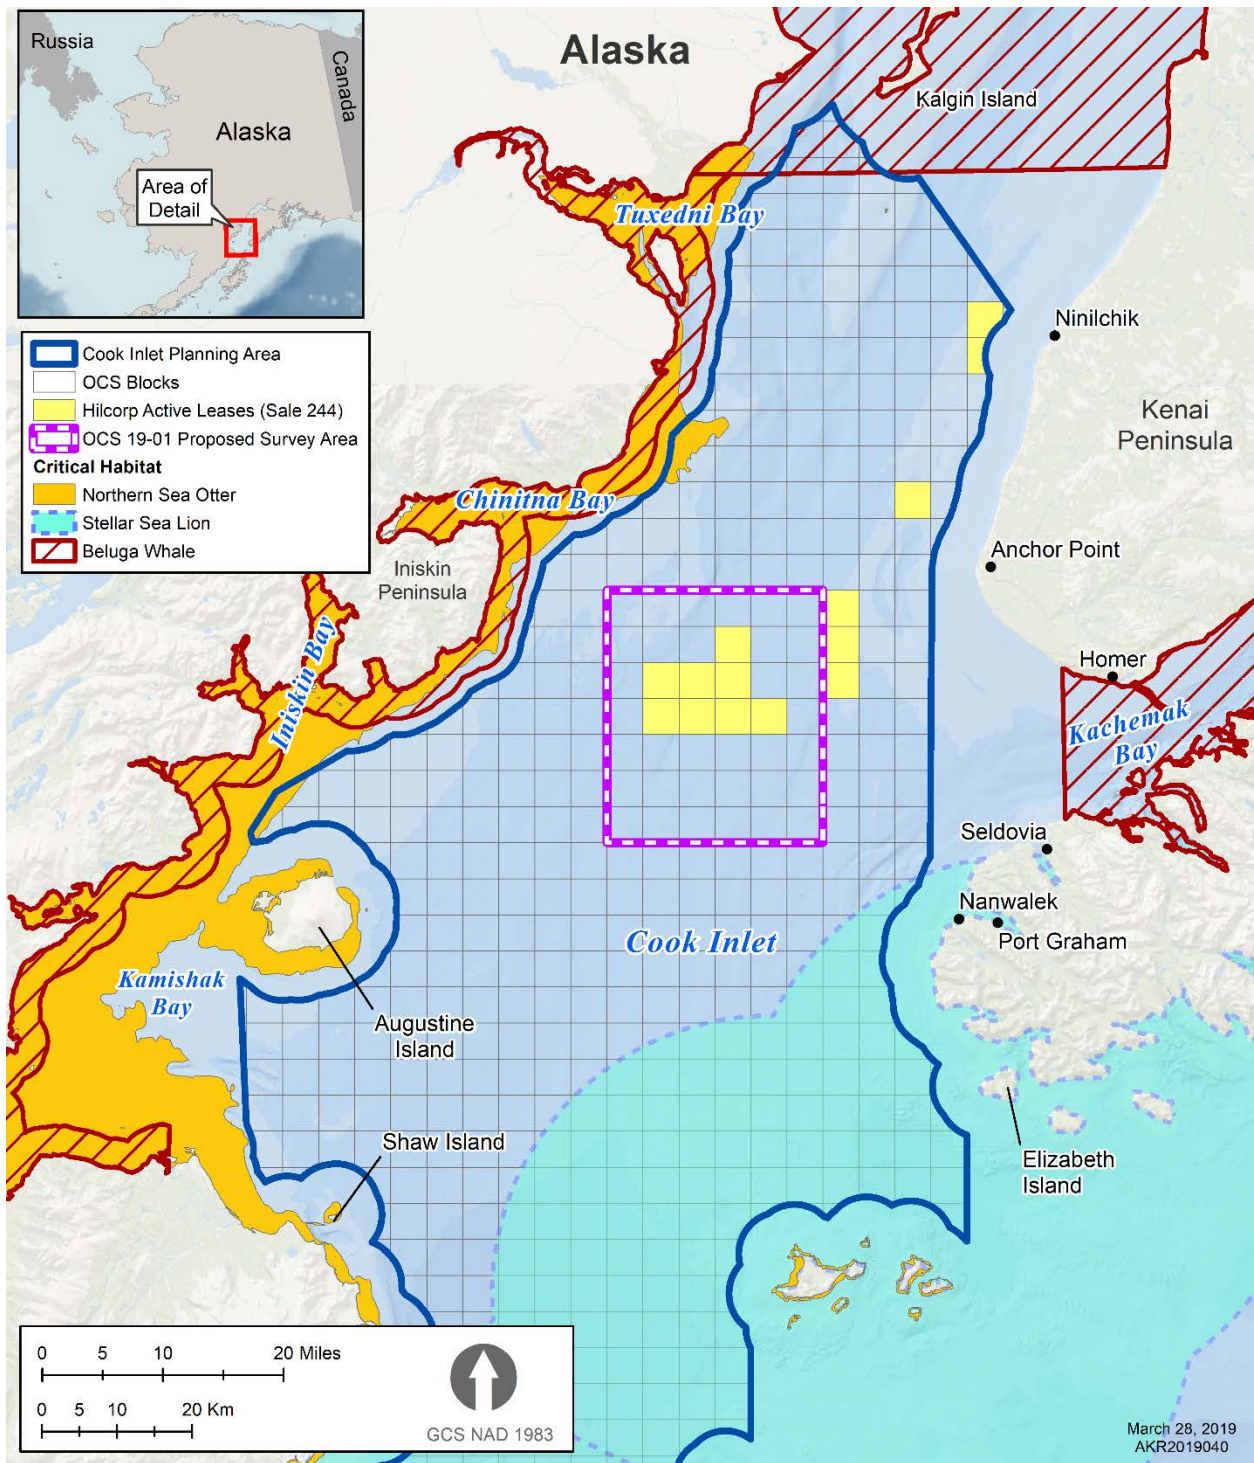 Russia
Canada
Alaska
Area of
Detail
Alaska
Kalgin Island
Tuxedni Bay
Ninilchik
Kenai
Peninsula
Cook Inlet Planning Area
OCS Blocks
Hilcorp Active Leases (Sale 244)
OCS 19-01 Proposed Survey Area
Critical Habitat
Northern Sea Otter
Stellar Sea Lion
Beluga Whale
Chinitna Bay
Anchor Point
Iniskin
Peninsula
Iniskin Bay
Homer
Kachemak
Bay
Seldovia
Nanwalek
Port Graham
Cook Inlet
Kamishak
Bay
Augustine
Island
Shaw Island
Elizabeth
Island
0 5 10 20 Miles
0 5 10 20 Km
GCS NAD 1983
March 28, 2019
AKR2019040